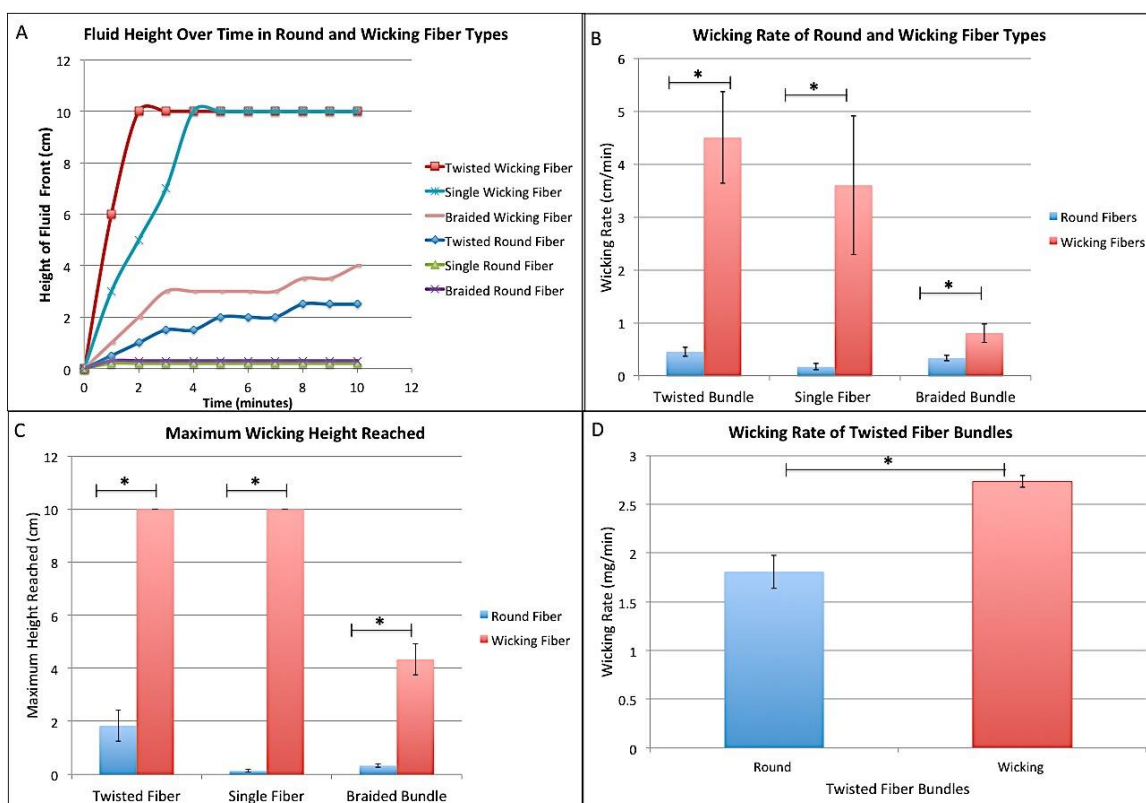 A
Fluid Height Over Time in Round and Wicking Fiber Types
Height of Fluid Front (cm)
12
10
8
6
4
2
0
0 2 4 6 8 10 12
Time (minutes)
Twisted Wicking Fiber
Single Wicking Fiber
Braided Wicking Fiber
Twisted Round Fiber
Single Round Fiber
Braided Round Fiber
B
Wicking Rate of Round and Wicking Fiber Types
Wicking Rate (cm/min)
6
5
4
3
2
1
0
* * *
Twisted Bundle Single Fiber Braided Bundle
Round Fibers
Wicking Fibers
C
Maximum Wicking Height Reached
Maximum Height Reached (cm)
12
10
8
6
4
2
0
* * *
Twisted Fiber Single Fiber Braided Bundle
Round Fiber
Wicking Fiber
D
Wicking Rate of Twisted Fiber Bundles
Wicking Rate (mg/min)
3
2.5
2
1.5
1
0.5
0
*
Round Wicking
Twisted Fiber Bundles